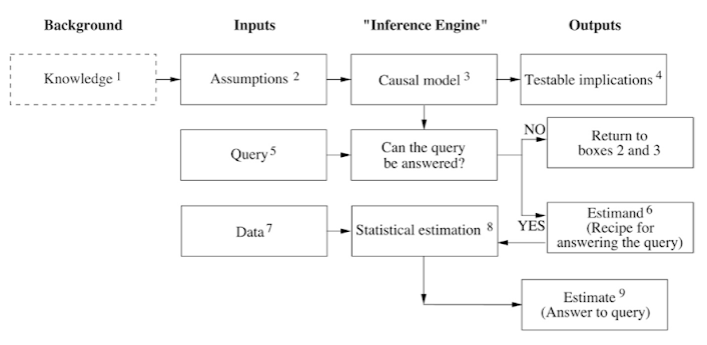 Background
Inputs
"Inference Engine"
Outputs
Knowledge 1
Assumptions 2
Causal model 3
Testable implications 4
Query 5
Can the query
be answered?
NO
Return to
boxes 2 and 3
YES
Estimand 6
(Recipe for
answering the query)
Data 7
Statistical estimation 8
Estimate 9
(Answer to query)